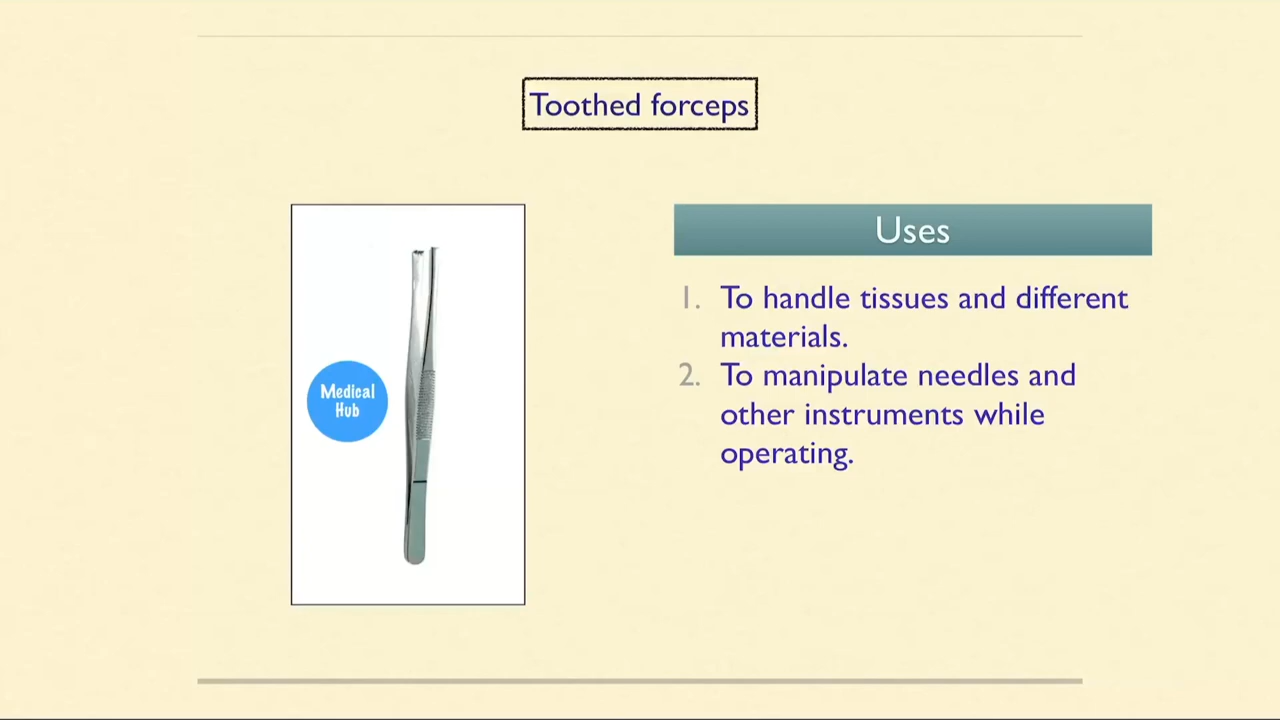 Toothed forceps
Medical
Hub
Uses
1. To handle tissues and different
materials.
2. To manipulate needles and
other instruments while
operating.